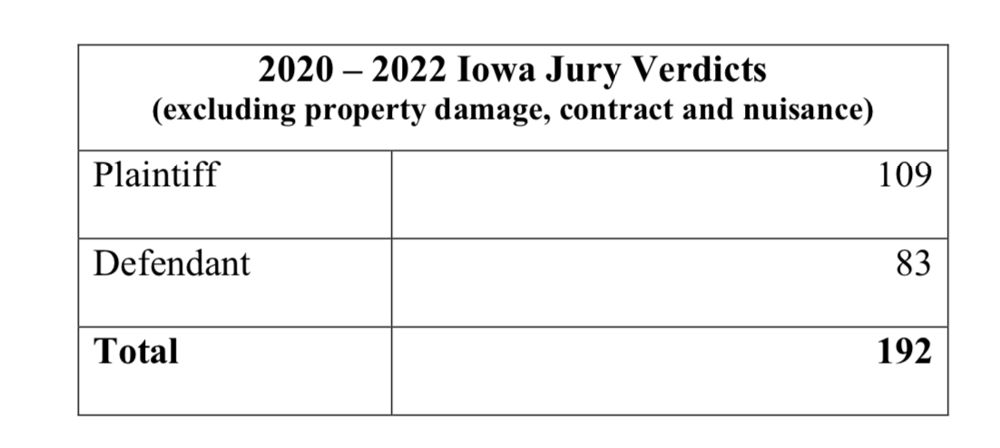 2020 – 2022 Iowa Jury Verdicts
(excluding property damage, contract and nuisance)
Plaintiff 109
Defendant 83
Total 192